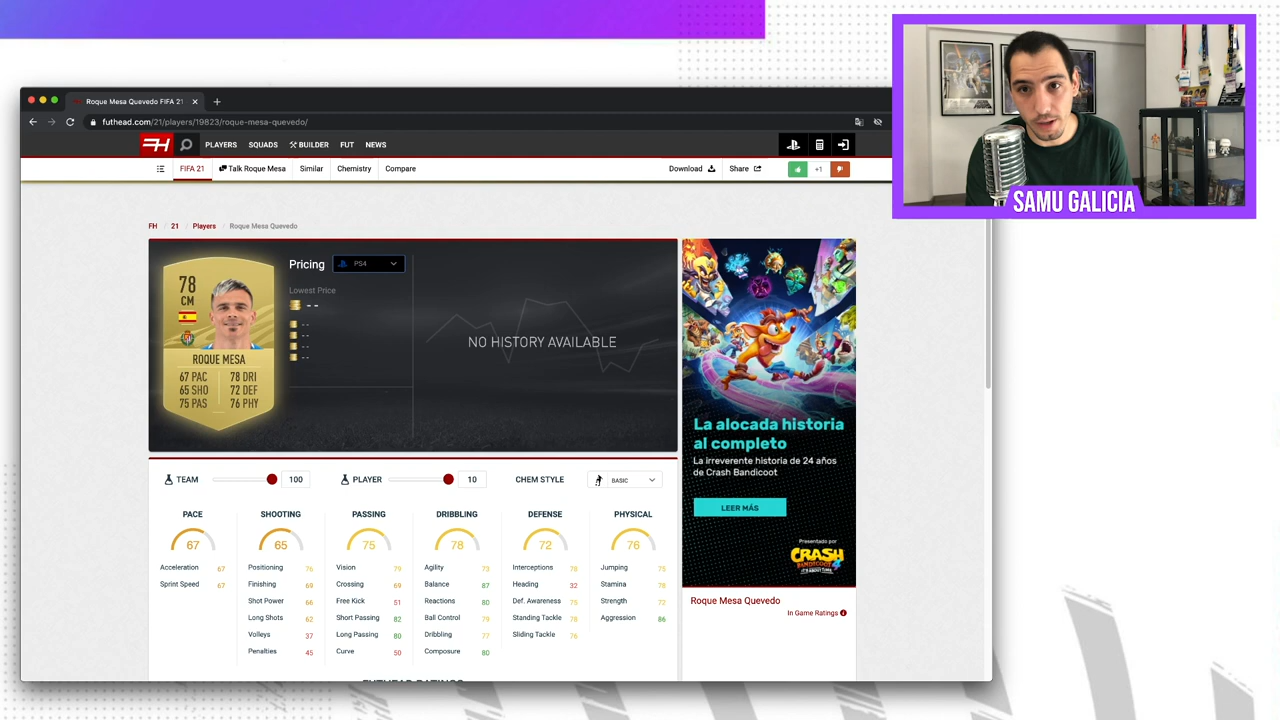 Roque Mesa Quevedo FIFA 21
futhead.com/21/players/19823/roque-mesa-quevedo/
FH
PLAYERS
SQUADS
BUILDER
FUT
NEWS
FIFA 21
Talk Roque Mesa
Similar
Chemistry
Compare
Download
Share
+1
SAMU GALICIA
FH / 21 / Players / Roque Mesa Quevedo
78
CM
ROQUE MESA
67 PAC 78 DRI
65 SHO 72 DEF
75 PAS 76 PHY
Pricing
PS4
Lowest Price
--
--
--
--
--
NO HISTORY AVAILABLE
La alocada historia
al completo
La irreverente historia de 24 años
de Crash Bandicoot
LEER MÁS
Presentado por
CRASH
BANDICOOT 4
Roque Mesa Quevedo
In Game Ratings
TEAM 100
PLAYER 10
CHEM STYLE
BASIC
PACE
67
Acceleration 67
Sprint Speed 67
SHOOTING
65
Positioning 76
Finishing 69
Shot Power 66
Long Shots 62
Volleys 37
Penalties 45
PASSING
75
Vision 79
Crossing 69
Free Kick 51
Short Passing 82
Long Passing 80
Curve 50
DRIBBLING
78
Agility 73
Balance 87
Reactions 80
Ball Control 79
Dribbling 77
Composure 80
DEFENSE
72
Interceptions 78
Heading 32
Def. Awareness 75
Standing Tackle 78
Sliding Tackle 76
PHYSICAL
76
Jumping 75
Stamina 78
Strength 72
Aggression 86